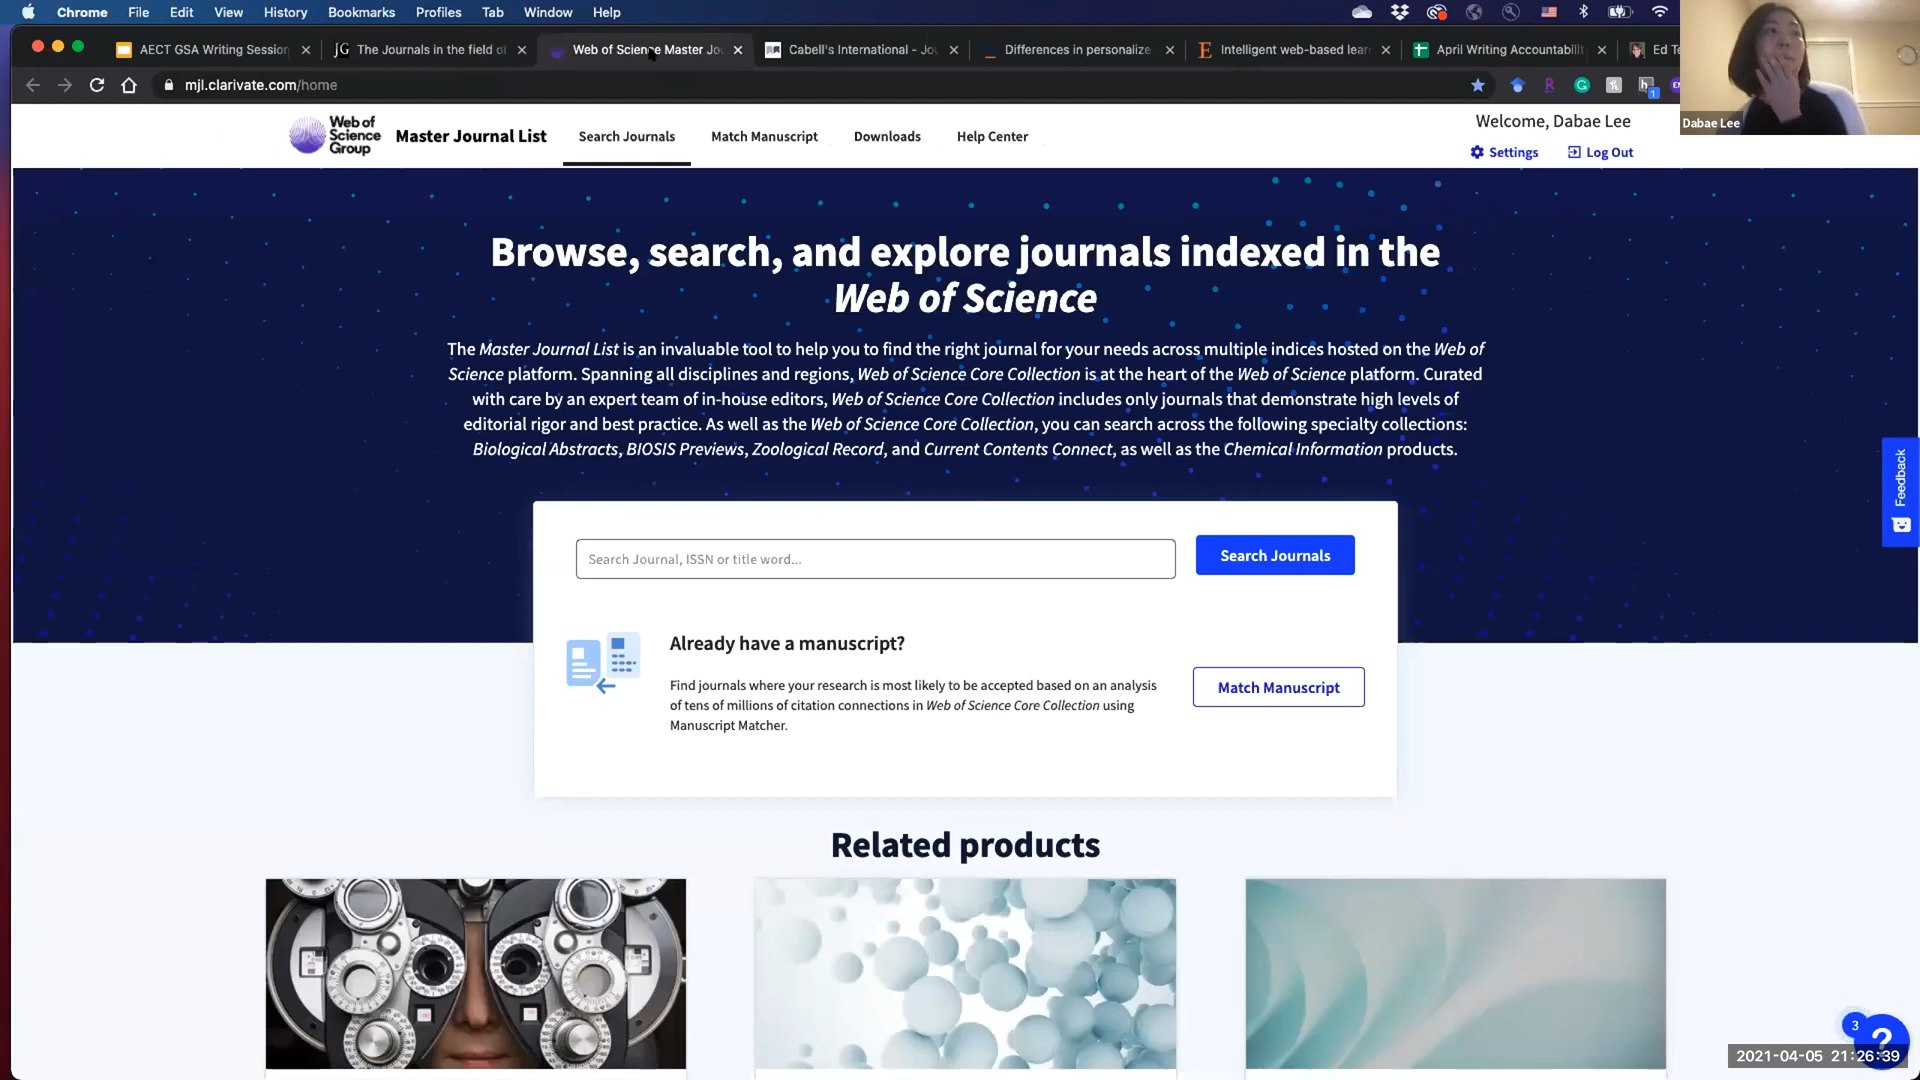 Chrome File Edit View History Bookmarks Profiles Tab Window Help
AECT GSA Writing Session
The Journals in the field of
Web of Science Master Jou
Cabell's International - Jou
Differences in personalize
Intelligent web-based lear
April Writing Accountabilit
Ed Te
mjl.clarivate.com/home
Dabae Lee
Web of
Science
Group
Master Journal List
Search Journals
Match Manuscript
Downloads
Help Center
Welcome, Dabae Lee
Settings
Log Out
Browse, search, and explore journals indexed in the
Web of Science
The Master Journal List is an invaluable tool to help you to find the right journal for your needs across multiple indices hosted on the Web of
Science platform. Spanning all disciplines and regions, Web of Science Core Collection is at the heart of the Web of Science platform. Curated
with care by an expert team of in-house editors, Web of Science Core Collection includes only journals that demonstrate high levels of
editorial rigor and best practice. As well as the Web of Science Core Collection, you can search across the following specialty collections:
Biological Abstracts, BIOSIS Previews, Zoological Record, and Current Contents Connect, as well as the Chemical Information products.
Feedback
Search Journal, ISSN or title word...
Search Journals
Already have a manuscript?
Find journals where your research is most likely to be accepted based on an analysis
of tens of millions of citation connections in Web of Science Core Collection using
Manuscript Matcher.
Match Manuscript
Related products
3
?
2021-04-05 21:26:39